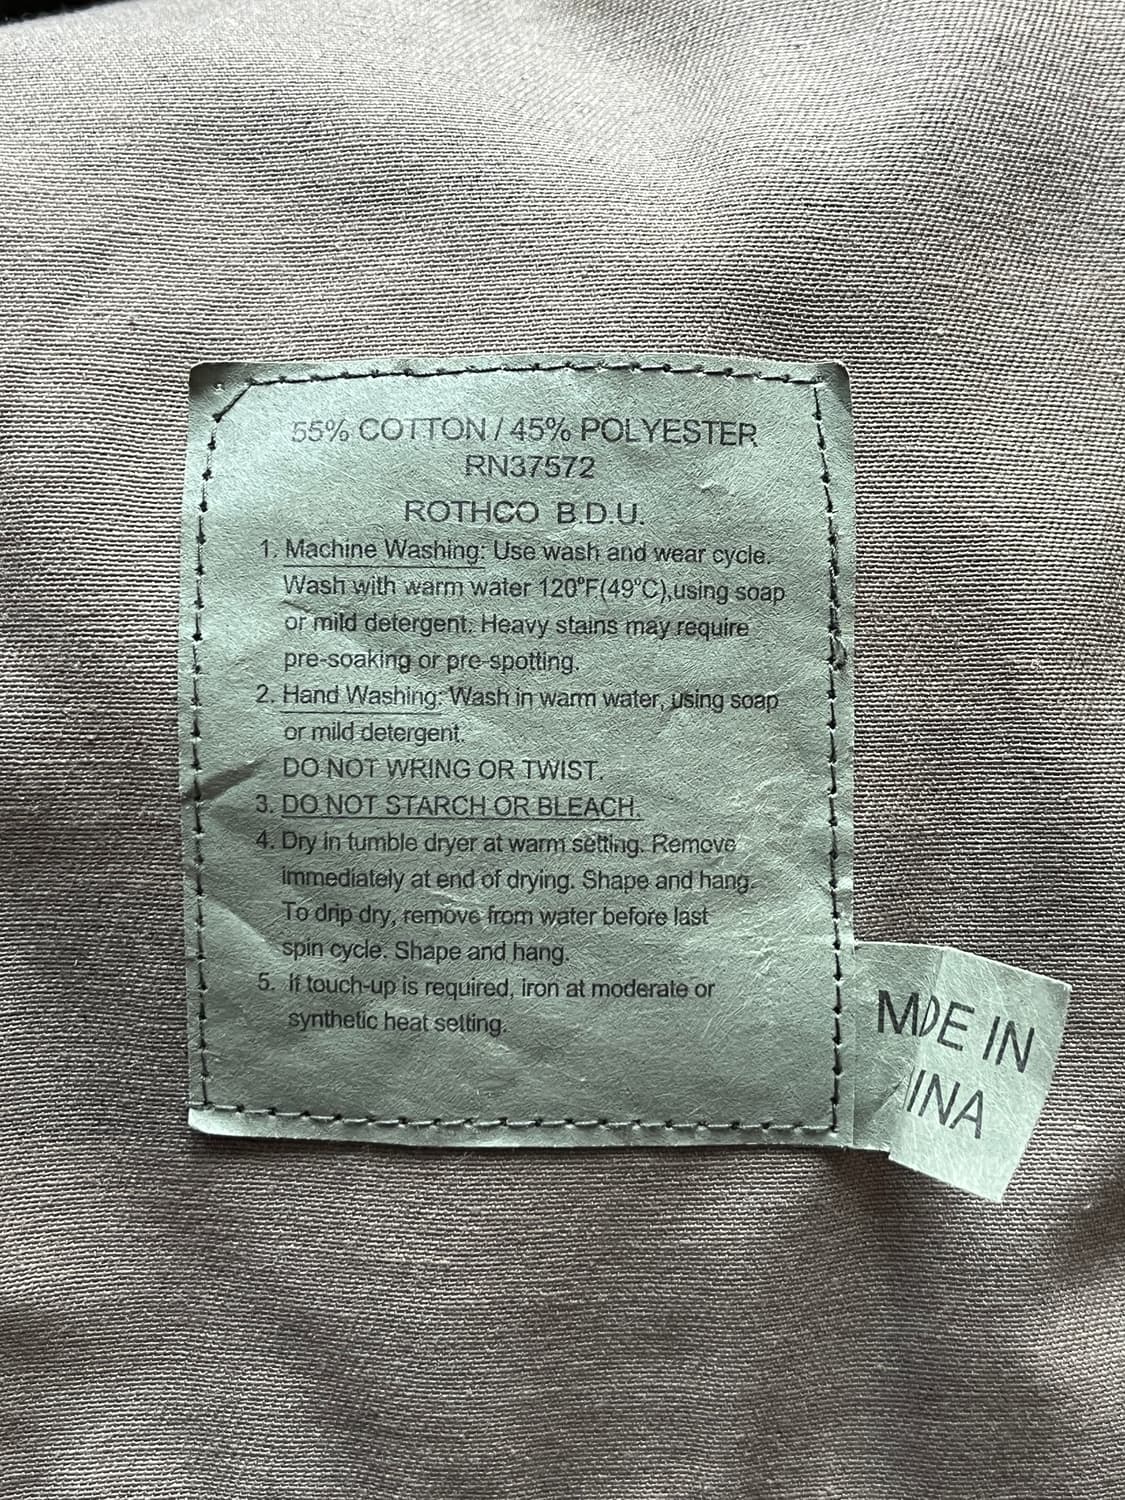 55% COTTON / 45% POLYESTER
RN37572
ROTHCO B.D.U.
1. Machine Washing: Use wash and wear cycle.
Wash with warm water 120°F(49°C),using soap
or mild detergent. Heavy stains may require
pre-soaking or pre-spotting.
2. Hand Washing: Wash in warm water, using soap
or mild detergent.
DO NOT WRING OR TWIST.
3. DO NOT STARCH OR BLEACH.
4. Dry in tumble dryer at warm setting. Remove
immediately at end of drying. Shape and hang.
To drip dry, remove from water before last
spin cycle. Shape and hang.
5. If touch-up is required, iron at moderate or
synthetic heat setting.
MDE IN
INA